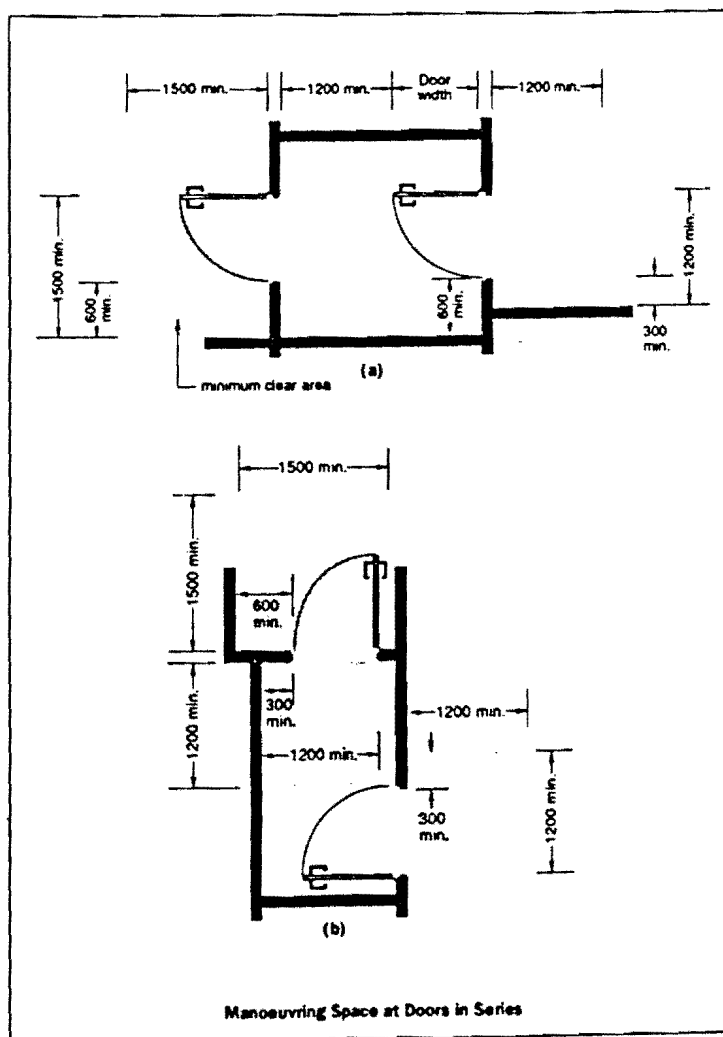 1500 min.
1200 min.
Door
width
1200 min.
1500 min.
600
min.
600
min.
1200 min.
300
min.
minimum clear area
(a)
1500 min.
1500 min.
600
min.
300
min.
1200 min.
1200 min.
1200 min.
300
min.
1200 min.
(b)
Manoeuvring Space at Doors in Series